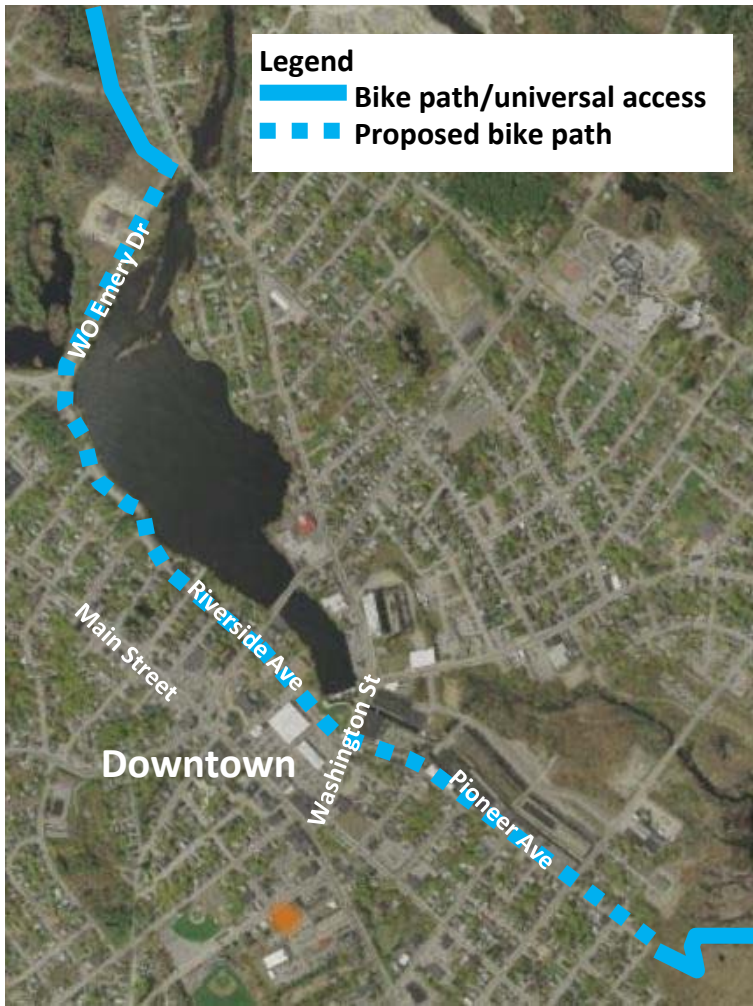 Legend
Bike path/universal access
Proposed bike path
WO Emery Dr
Riverside Ave
Main Street
Washington St
Downtown
Pioneer Ave